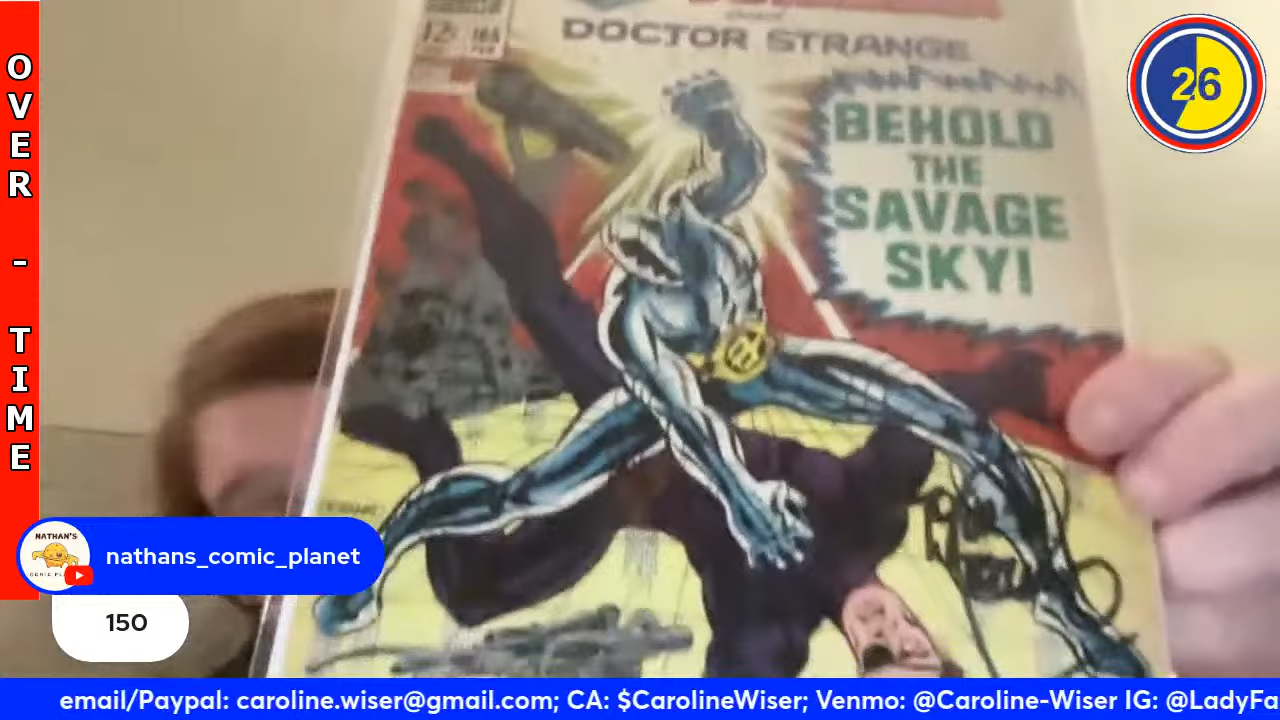 OVER - TIME
12¢ 165
DOCTOR STRANGE
BEHOLD
THE
SAVAGE
SKY!
26
NATHAN'S
nathans_comic_planet
150
email/Paypal: caroline.wiser@gmail.com; CA: $CarolineWiser; Venmo: @Caroline-Wiser IG: @LadyFa